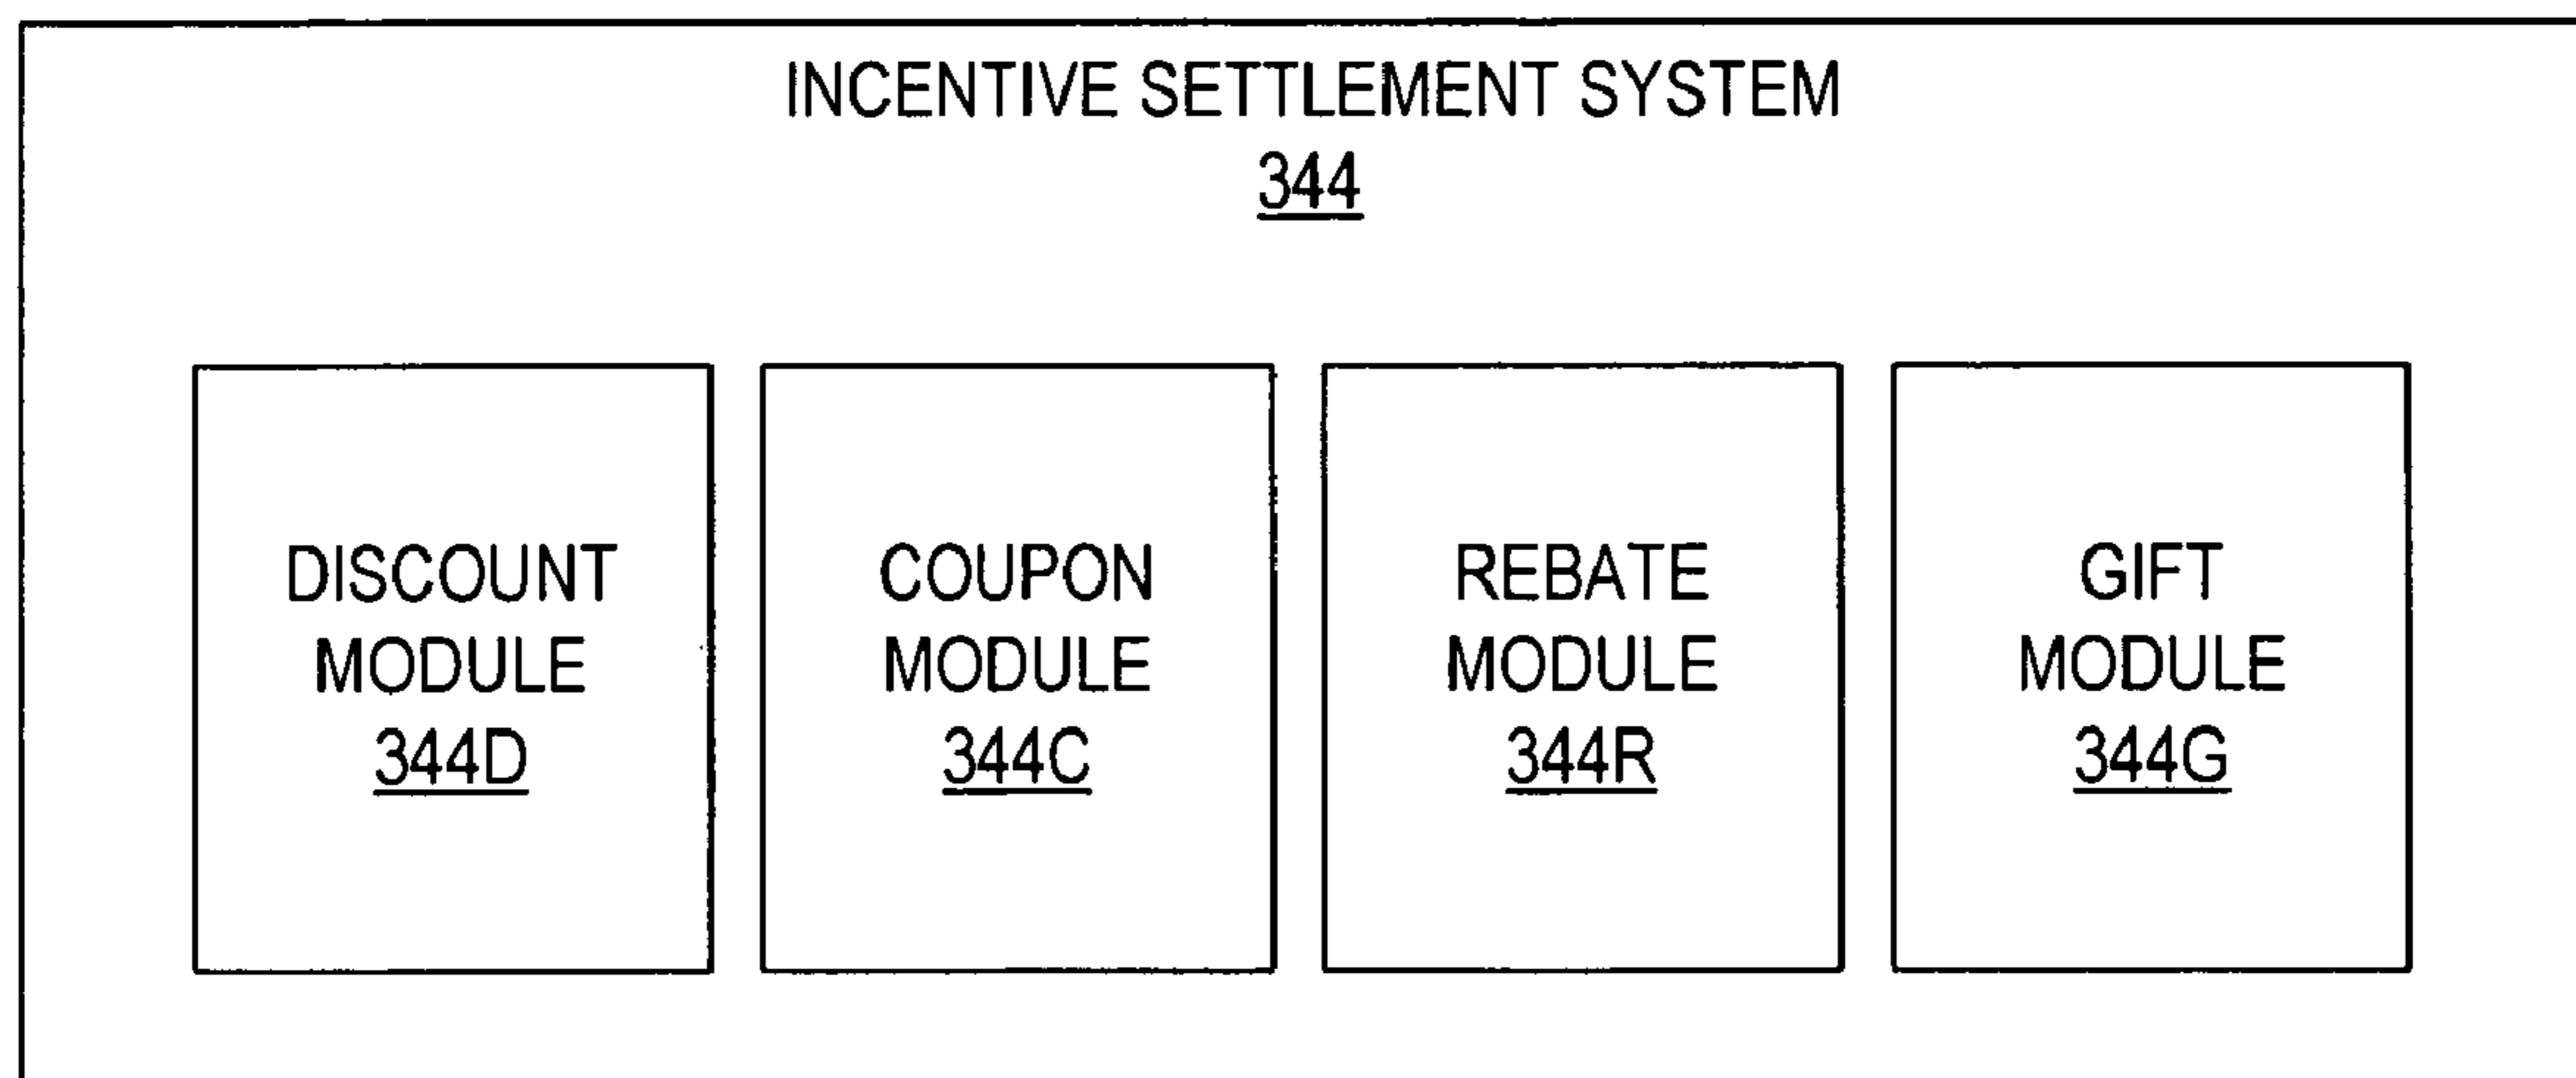 INCENTIVE SETTLEMENT SYSTEM
344
DISCOUNT
MODULE
344D
COUPON
MODULE
344C
REBATE
MODULE
344R
GIFT
MODULE
344G